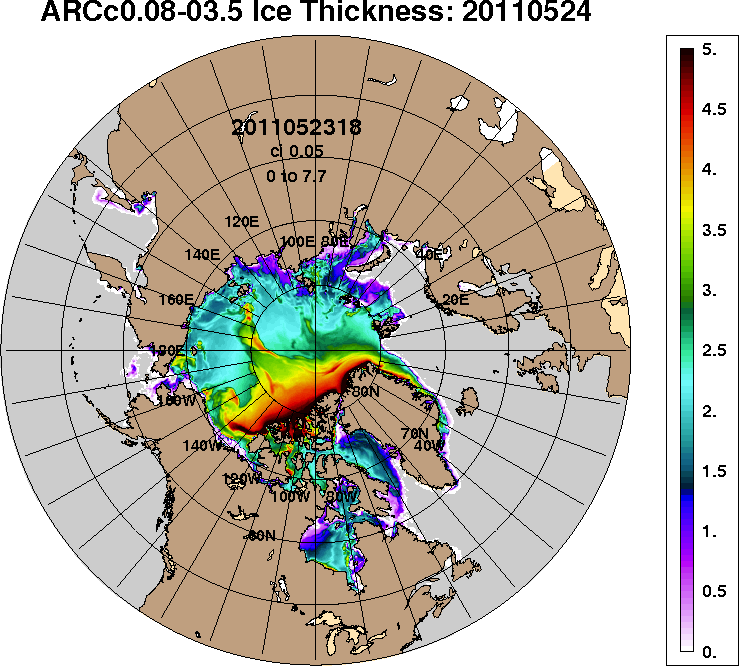 ARCc0.08-03.5 Ice Thickness: 20110524
2011052318
ci 0.05
0 to 7.7
120E
100E
80E
140E
40E
160E
20E
180E
160W
80N
140W
70N
40W
120W
100W
80W
60N
5.
4.5
4.
3.5
3.
2.5
2.
1.5
1.
0.5
0.